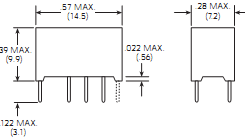 .57 MAX.
(14.5)
.28 MAX.
(7.2)
39 MAX.
(9.9)
.022 MAX.
(.56)
.122 MAX.
(3.1)